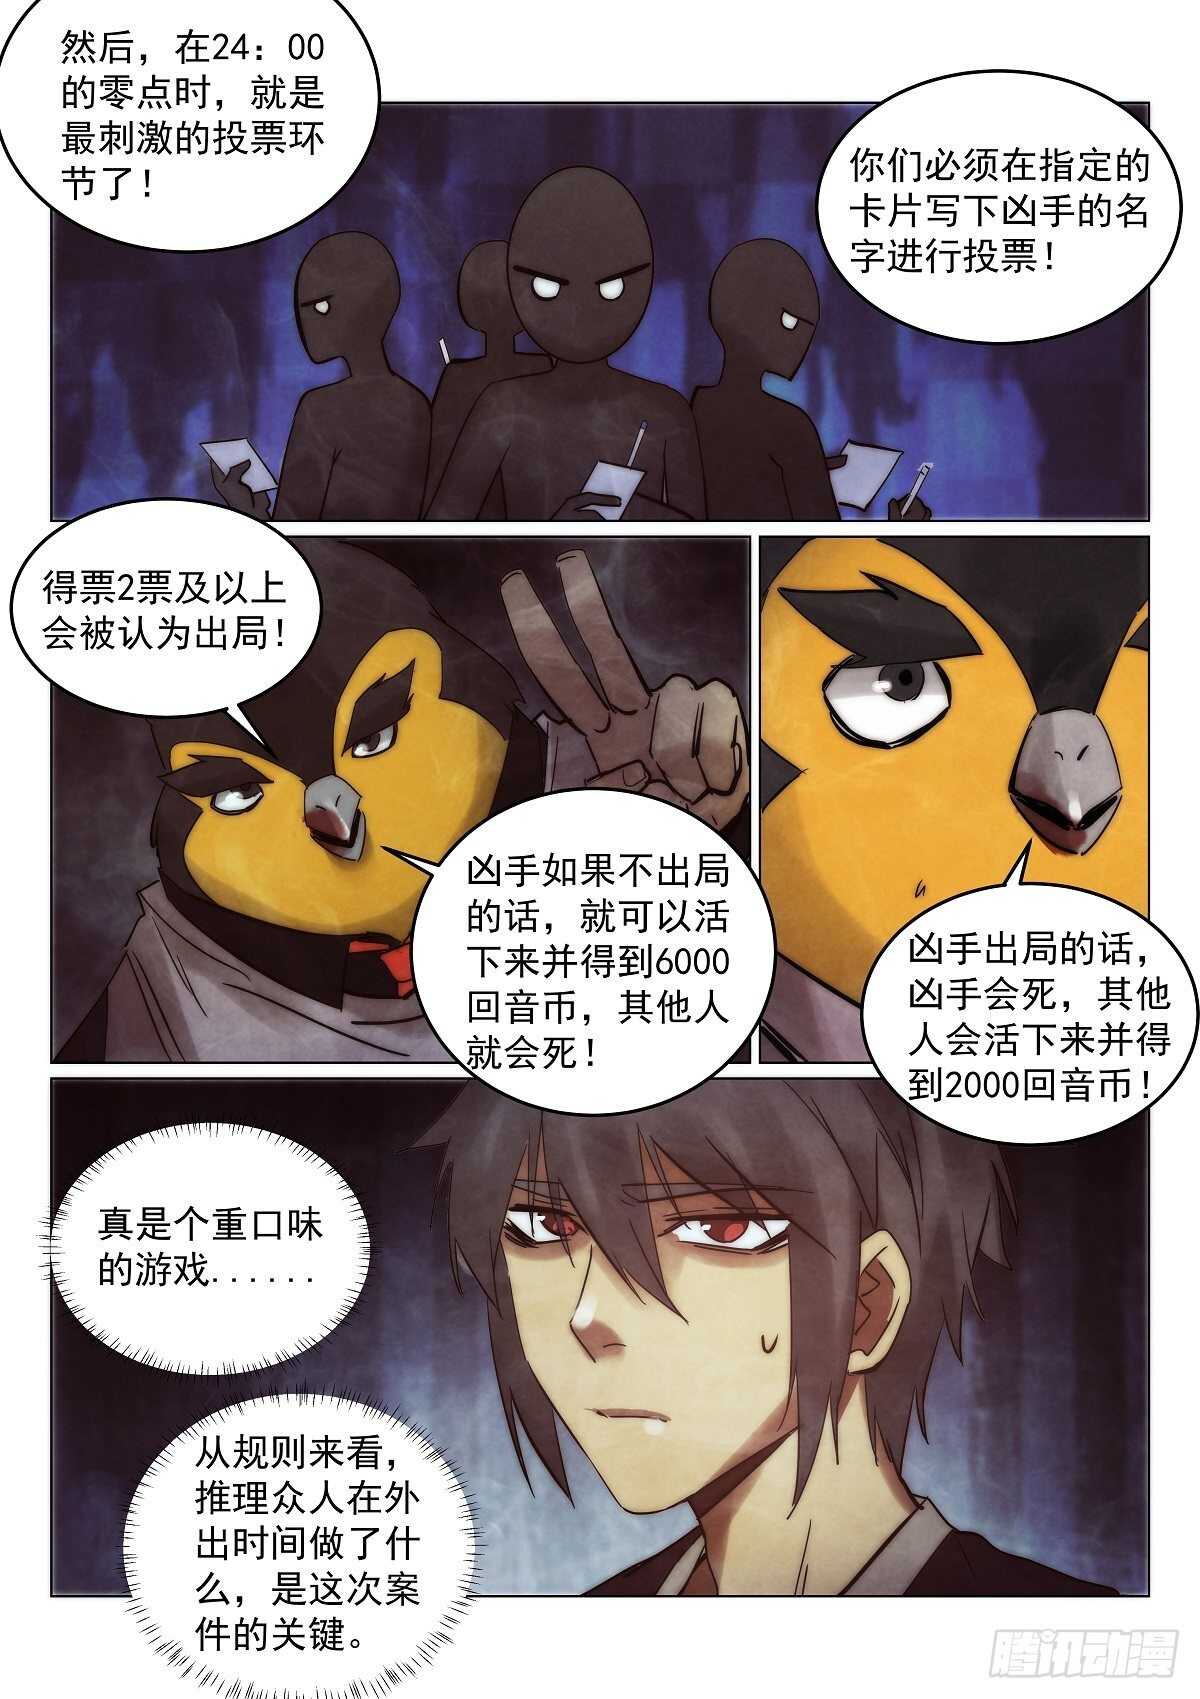 然后，在24：00
的零点时，就是
最刺激的投票环
节了！
你们必须在指定的
卡片写下凶手的名
字进行投票！
得票2票及以上
会被认为出局！
凶手如果不出局
的话，就可以活
下来并得到6000
回音币，其他人
就会死！
凶手出局的话，
凶手会死，其他
人会活下来并得
到2000回音币！
真是个重口味
的游戏......
从规则来看，
推理众人在外
出时间做了什
么，是这次案
件的关键。
腾讯动漫